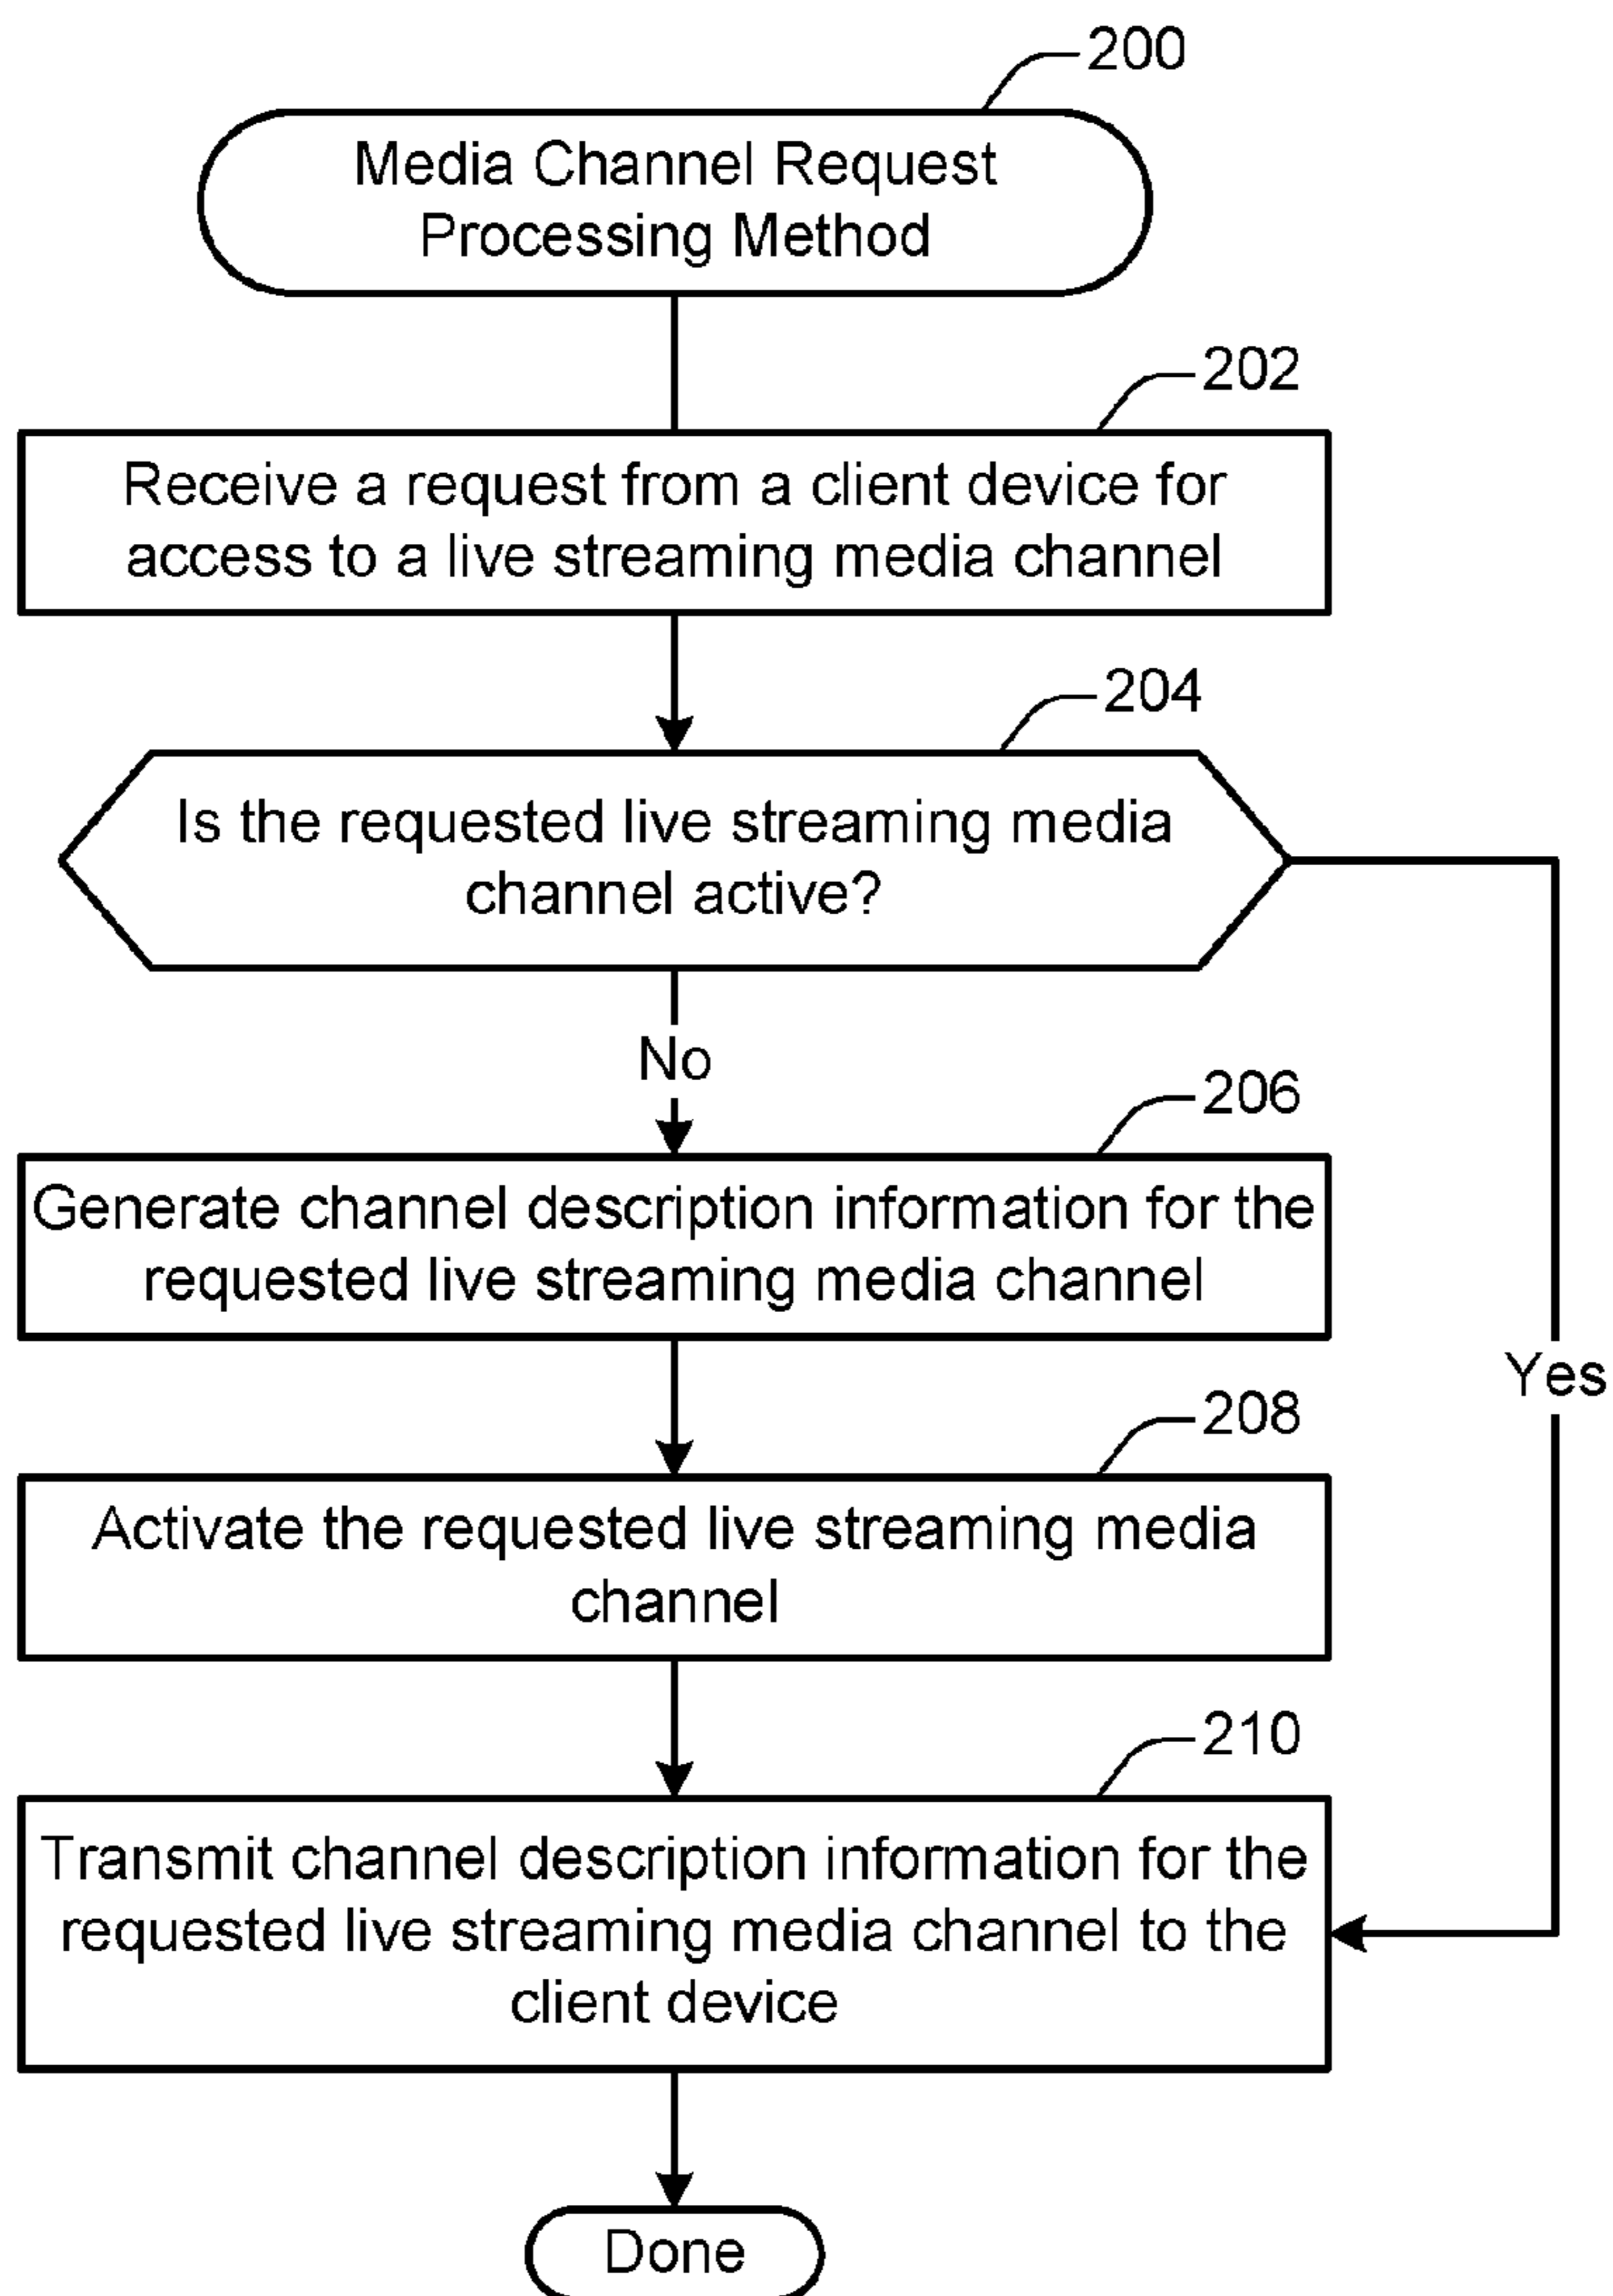 200
Media Channel Request
Processing Method
202
Receive a request from a client device for
access to a live streaming media channel
204
Is the requested live streaming media
channel active?
No
206
Generate channel description information for the
requested live streaming media channel
Yes
208
Activate the requested live streaming media
channel
210
Transmit channel description information for the
requested live streaming media channel to the
client device
Done